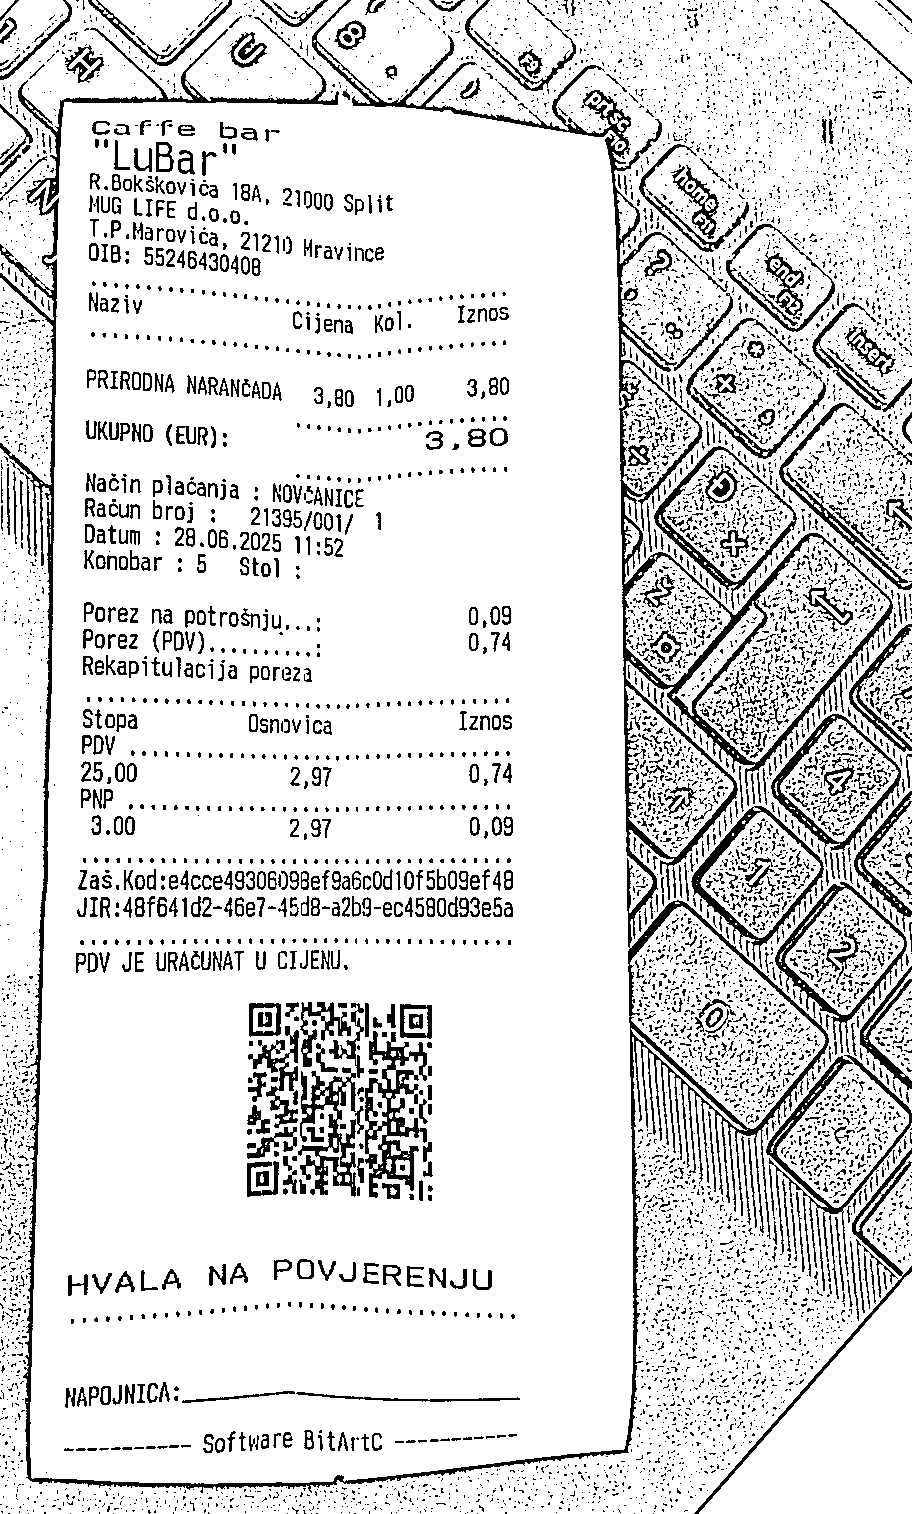 Caffe bar
"LuBar"
R.Bokškovića 18A, 21000 Split
MUG LIFE d.o.o.
T.P.Marovića, 21210 Mravince
OIB: 55246430408
Naziv Cijena Kol. Iznos
PRIRODNA NARANČADA 3,80 1,00 3,80
UKUPNO (EUR): 3,80
Način plaćanja : NOVČANICE
Račun broj : 21395/001/ 1
Datum : 28.06.2025 11:52
Konobar : 5 Stol :
Porez na potrošnju...: 0,09
Porez (PDV)..........: 0,74
Rekapitulacija poreza
Stopa Osnovica Iznos
PDV
25,00 2,97 0,74
PNP
3.00 2,97 0,09
Zaš.Kod:e4cce49306098ef9a6c0d10f5b09ef48
JIR:48f641d2-46e7-45d8-a2b9-ec4580d93e5a
PDV JE URAČUNAT U CIJENU.
HVALA NA POVJERENJU
NAPOJNICA:
----------- Software BitArtC -----------
H
U
8
prt sc
home
F11
end
F12
insert
?
Z
4
1
2
0